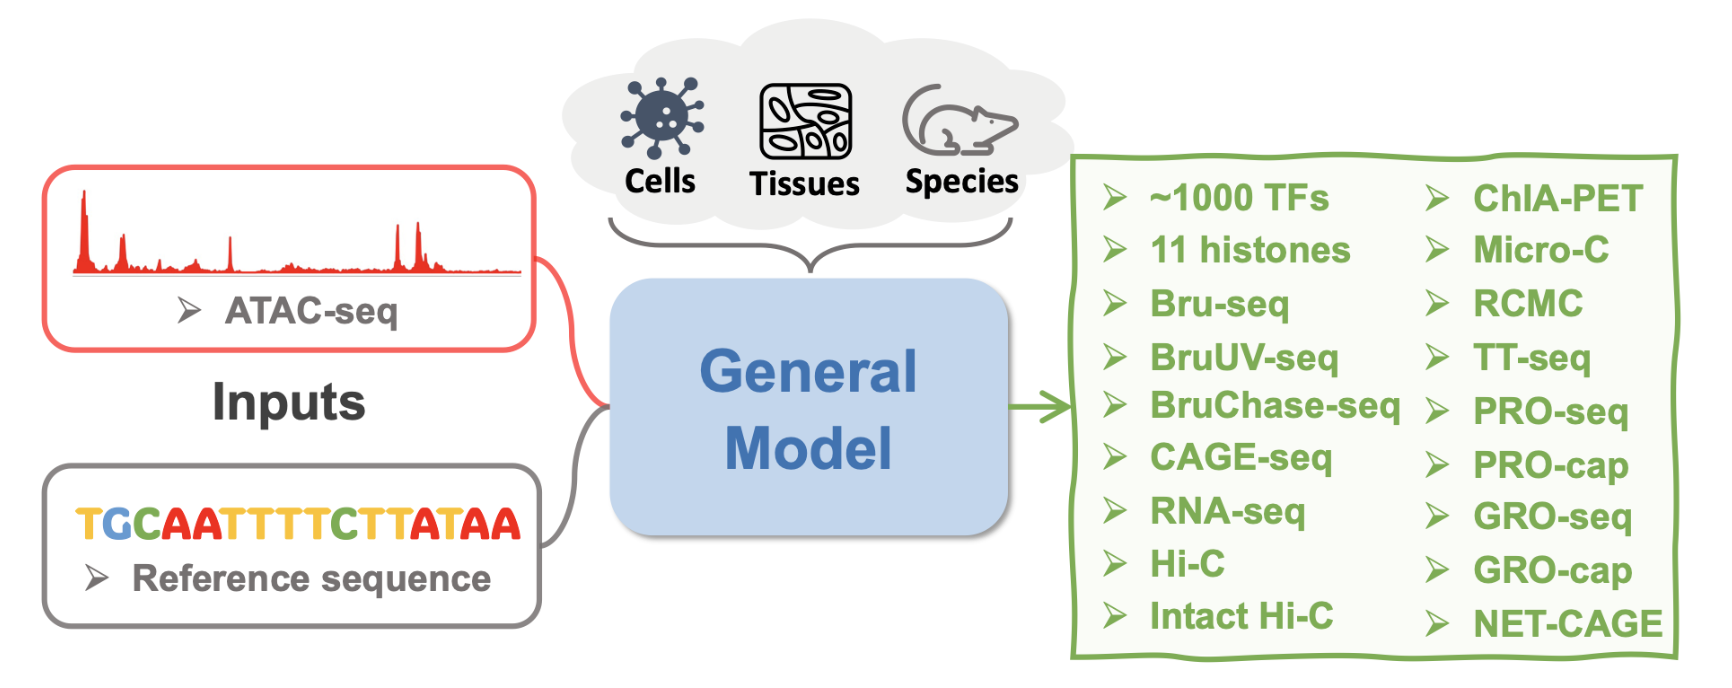 Cells
Tissues
Species
➢ ATAC-seq
Inputs
TGCAATTTTCTTATAA
➢ Reference sequence
General
Model
➢ ~1000 TFs
➢ 11 histones
➢ Bru-seq
➢ BruUV-seq
➢ BruChase-seq
➢ CAGE-seq
➢ RNA-seq
➢ Hi-C
➢ Intact Hi-C
➢ ChIA-PET
➢ Micro-C
➢ RCMC
➢ TT-seq
➢ PRO-seq
➢ PRO-cap
➢ GRO-seq
➢ GRO-cap
➢ NET-CAGE